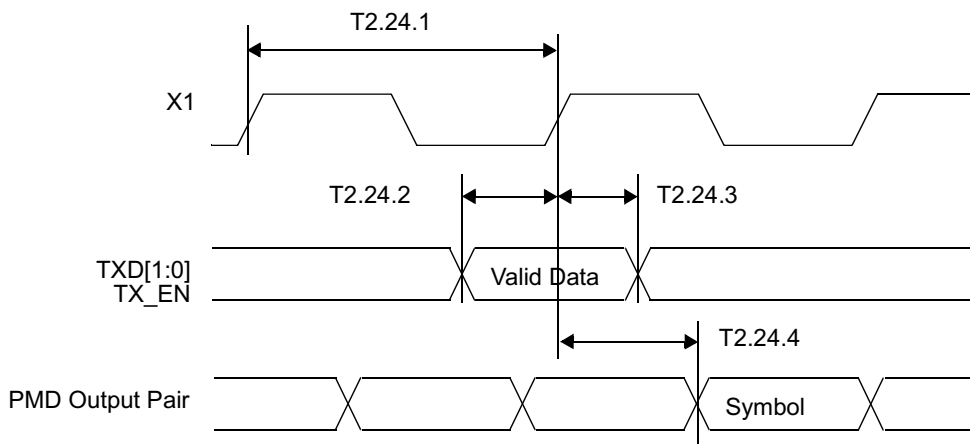 T2.24.1
X1
T2.24.2
T2.24.3
TXD[1:0]
TX_EN
Valid Data
T2.24.4
PMD Output Pair
Symbol